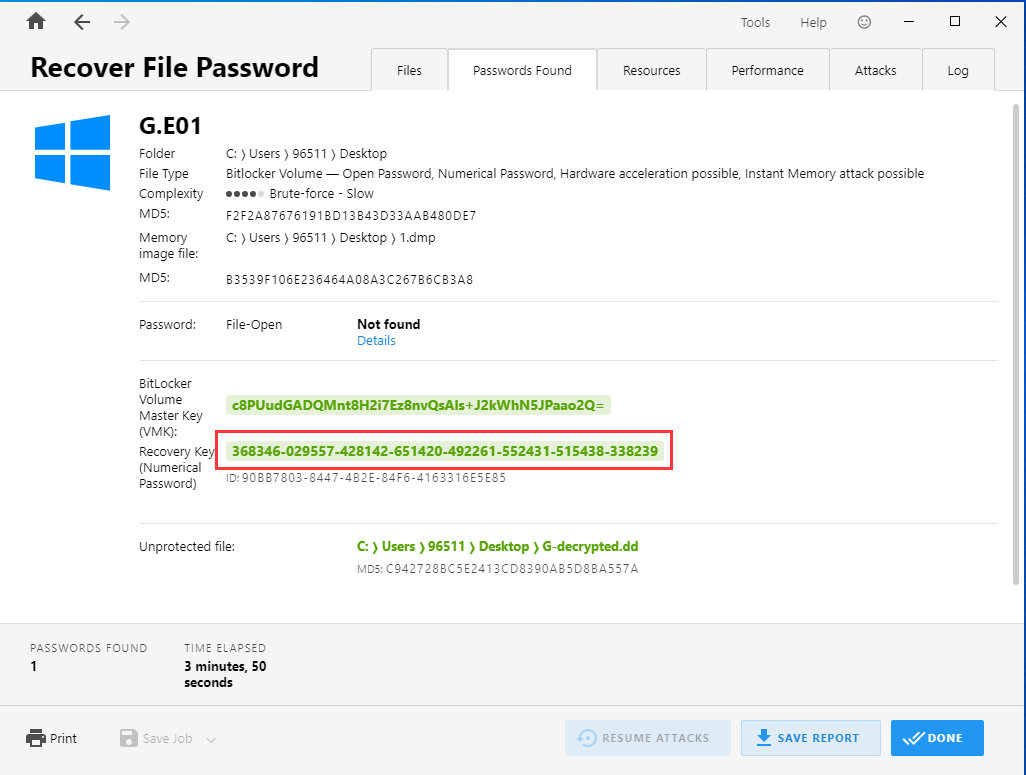 Tools Help
Recover File Password
Files Passwords Found Resources Performance Attacks Log
G.E01
Folder C: ⟩ Users ⟩ 96511 ⟩ Desktop
File Type Bitlocker Volume — Open Password, Numerical Password, Hardware acceleration possible, Instant Memory attack possible
Complexity Brute-force - Slow
MD5: F2F2A87676191BD13B43D33AAB480DE7
Memory C: ⟩ Users ⟩ 96511 ⟩ Desktop ⟩ 1.dmp
image file:
MD5: B3539F106E236464A08A3C267B6CB3A8
Password: File-Open Not found
Details
BitLocker
Volume
Master Key
(VMK):
c8PUudGADQMnt8H2i7Ez8nvQsAls+J2kWhN5JPaao2Q=
Recovery Key 368346-029557-428142-651420-492261-552431-515438-338239
(Numerical
Password)
ID: 90BB7803-8447-4B2E-84F6-4163316E5E85
Unprotected file: C: ⟩ Users ⟩ 96511 ⟩ Desktop ⟩ G-decrypted.dd
MD5: C942728BC5E2413CD8390AB5D8BA557A
PASSWORDS FOUND TIME ELAPSED
1 3 minutes, 50
seconds
Print Save Job RESUME ATTACKS SAVE REPORT DONE